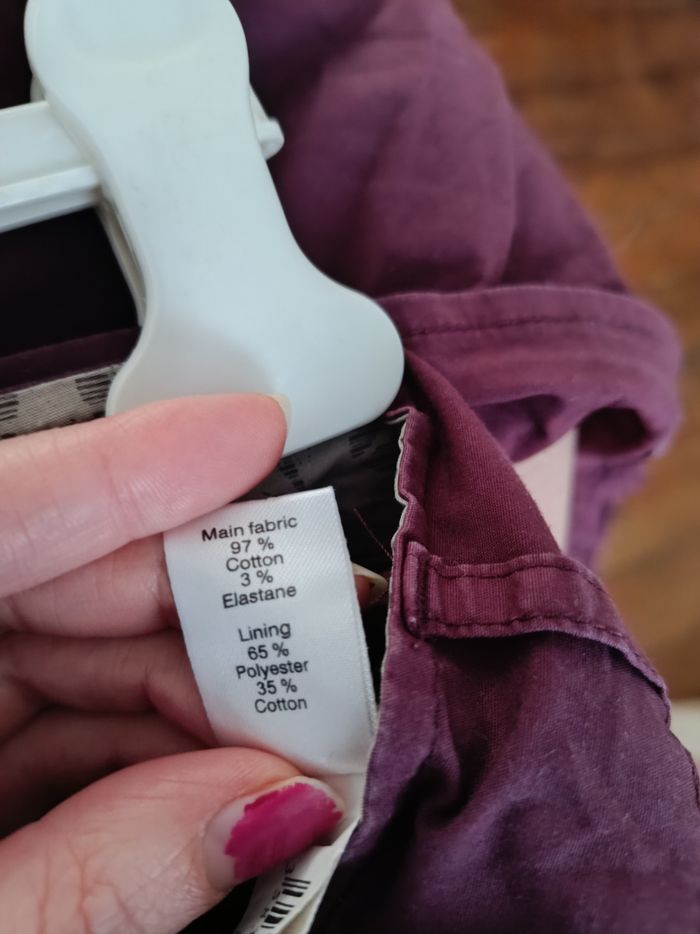 Main fabric
97 %
Cotton
3 %
Elastane
Lining
65 %
Polyester
35 %
Cotton